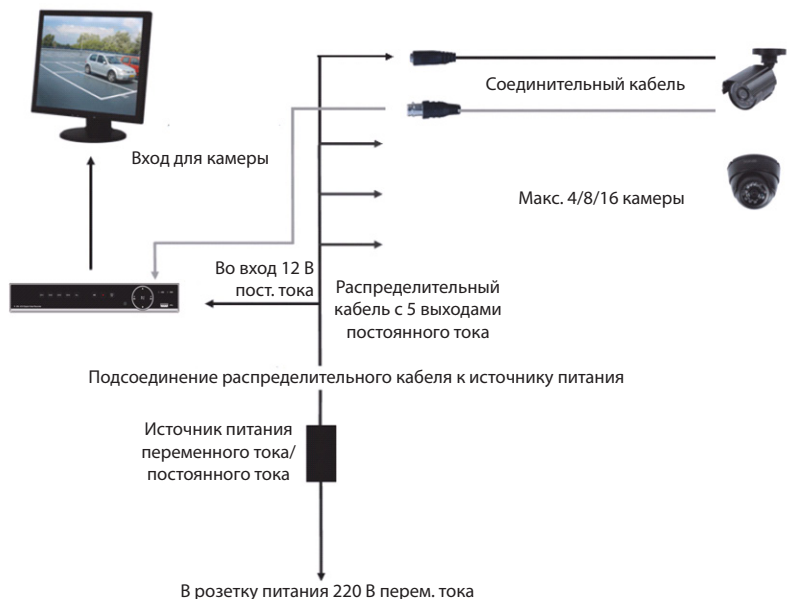 Соединительный кабель
Вход для камеры
Макс. 4/8/16 камеры
Во вход 12 В
пост. тока
Распределительный
кабель с 5 выходами
постоянного тока
Подсоединение распределительного кабеля к источнику питания
Источник питания
переменного тока/
постоянного тока
В розетку питания 220 В перем. тока